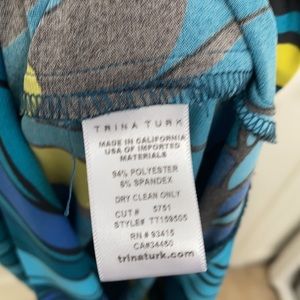 TRINA TURK
MADE IN CALIFORNIA
USA OF IMPORTED
MATERIALS
94% POLYESTER
6% SPANDEX
DRY CLEAN ONLY
CUT# 5751
STYLE# TT159505
RN # 93415
CA#34460
trinaturk.com